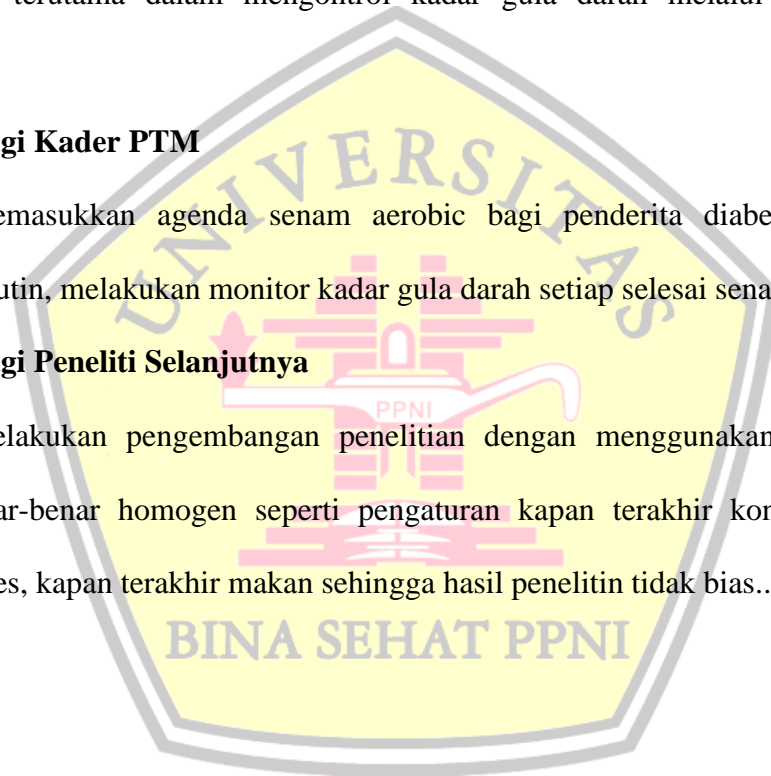 terutama dalam mengontrol kadar gula darah melalui
gi Kader PTM
emasukkan agenda senam aerobic bagi penderita diabe
utin, melakukan monitor kadar gula darah setiap selesai sena
gi Peneliti Selanjutnya
elakukan pengembangan penelitian dengan menggunakan
ar-benar homogen seperti pengaturan kapan terakhir kon
es, kapan terakhir makan sehingga hasil penelitin tidak bias..
UNIVERSITAS
PPNI
BINA SEHAT PPNI